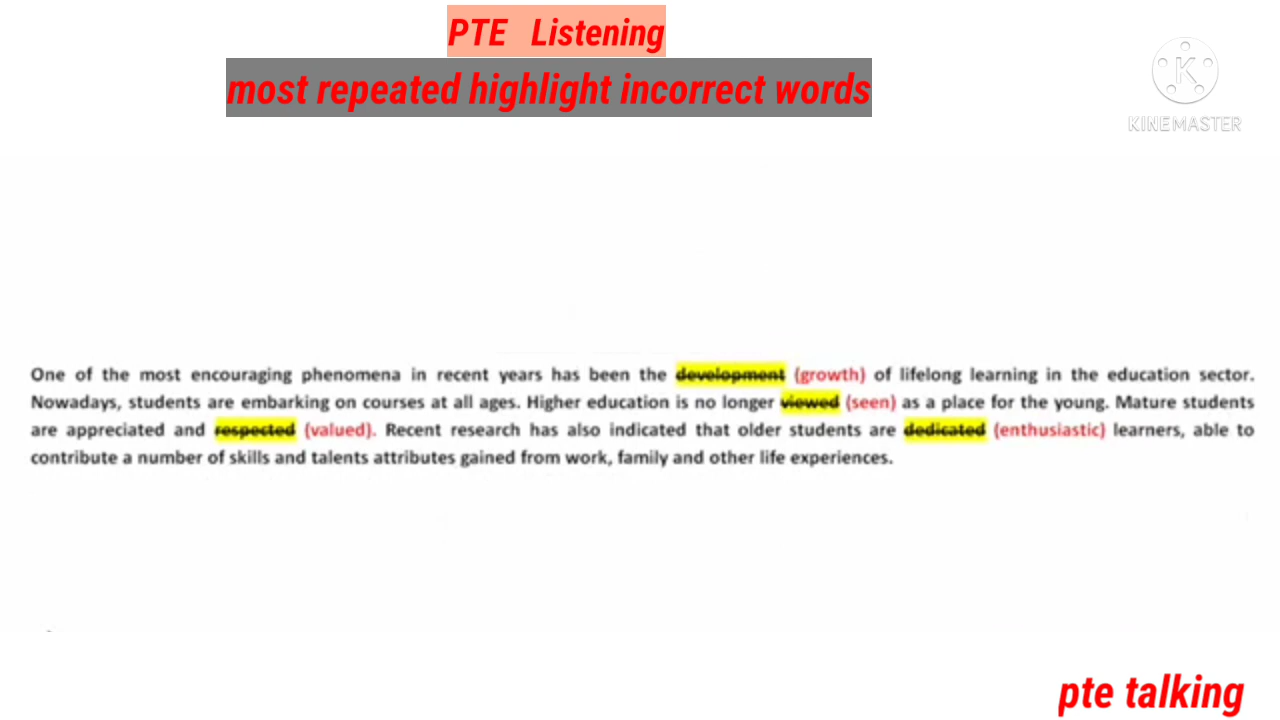 PTE Listening
most repeated highlight incorrect words
KINEMASTER
One of the most encouraging phenomena in recent years has been the development (growth) of lifelong learning in the education sector.
Nowadays, students are embarking on courses at all ages. Higher education is no longer viewed (seen) as a place for the young. Mature students
are appreciated and respected (valued). Recent research has also indicated that older students are dedicated (enthusiastic) learners, able to
contribute a number of skills and talents attributes gained from work, family and other life experiences.
pte talking